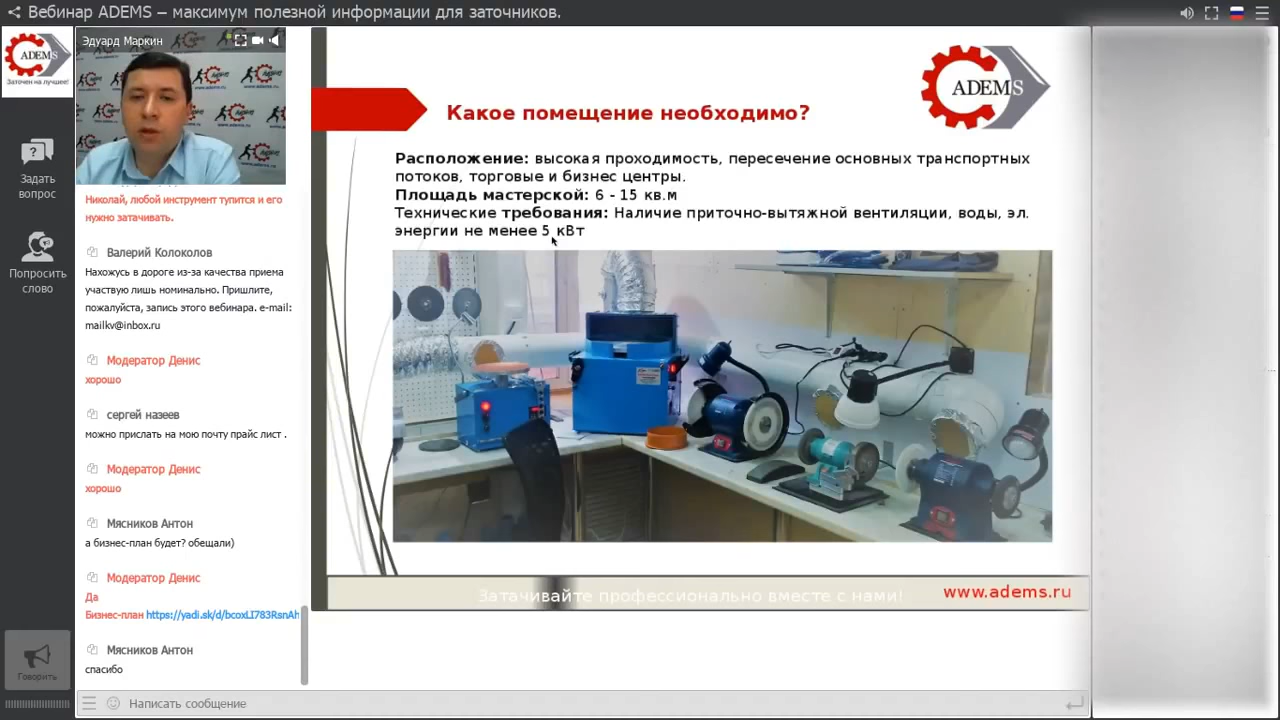 Вебинар ADEMS – максимум полезной информации для заточников.
ADEMS
Заточен на лучшее!
Задать
вопрос
Попросить
слово
Говорить
Эдуард Маркин
Николай, любой инструмент тупится и его
нужно затачивать.
Валерий Колоколов
Нахожусь в дороге из-за качества приема
участвую лишь номинально. Пришлите,
пожалуйста, запись этого вебинара. e-mail:
mailkv@inbox.ru
Модератор Денис
хорошо
сергей назеев
можно прислать на мою почту прайс лист .
Модератор Денис
хорошо
Мясников Антон
а бизнес-план будет? обещали)
Модератор Денис
Да
Бизнес-план https://yadi.sk/d/bcoxLI783RsnAh
Мясников Антон
спасибо
Написать сообщение
ADEMS
Какое помещение необходимо?
Расположение: высокая проходимость, пересечение основных транспортных
потоков, торговые и бизнес центры.
Площадь мастерской: 6 - 15 кв.м
Технические требования: Наличие приточно-вытяжной вентиляции, воды, эл.
энергии не менее 5 кВт
Затачивайте профессионально вместе с нами!
www.adems.ru